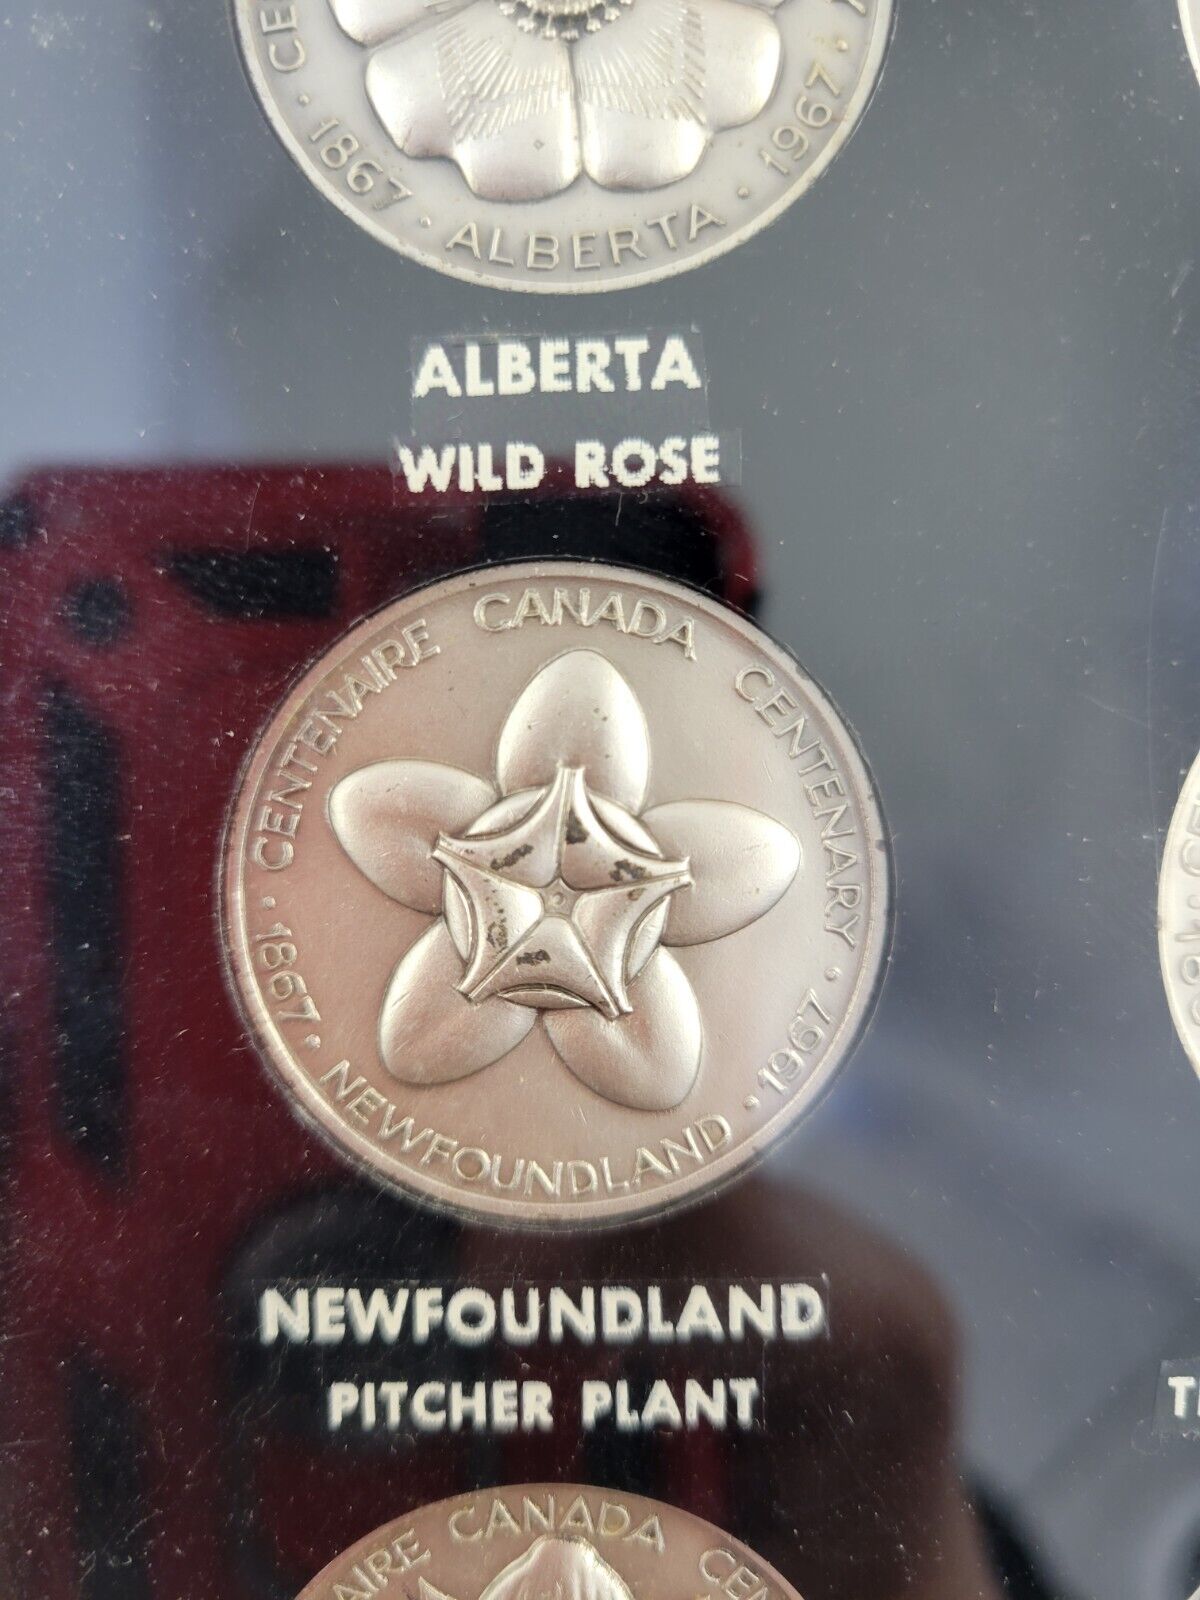 · 1867 · ALBERTA · 1967 ·
ALBERTA
WILD ROSE
CENTENAIRE CANADA CENTENARY
· 1867 · NEWFOUNDLAND · 1967 ·
NEWFOUNDLAND
PITCHER PLANT
CANADA